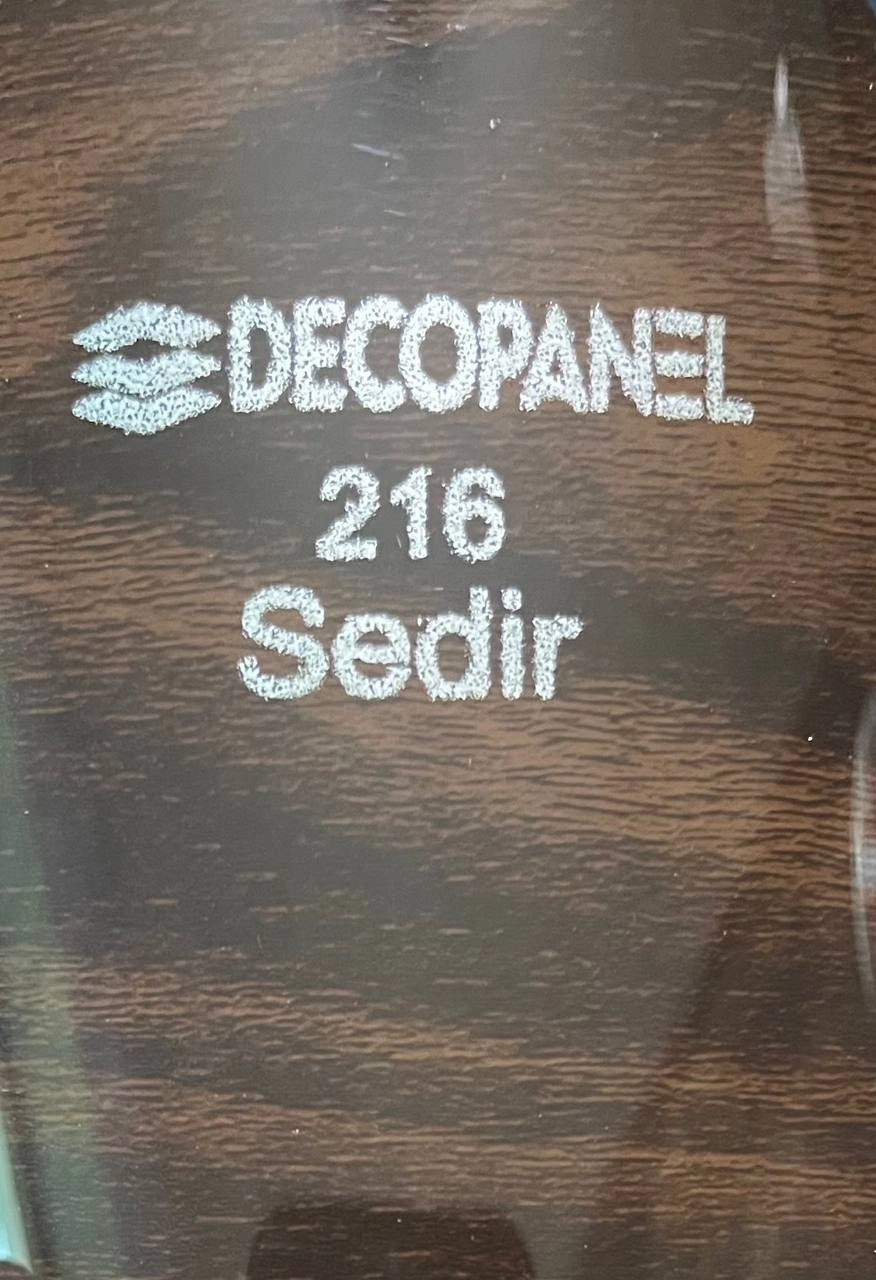 DECOPANEL
216
Sedir